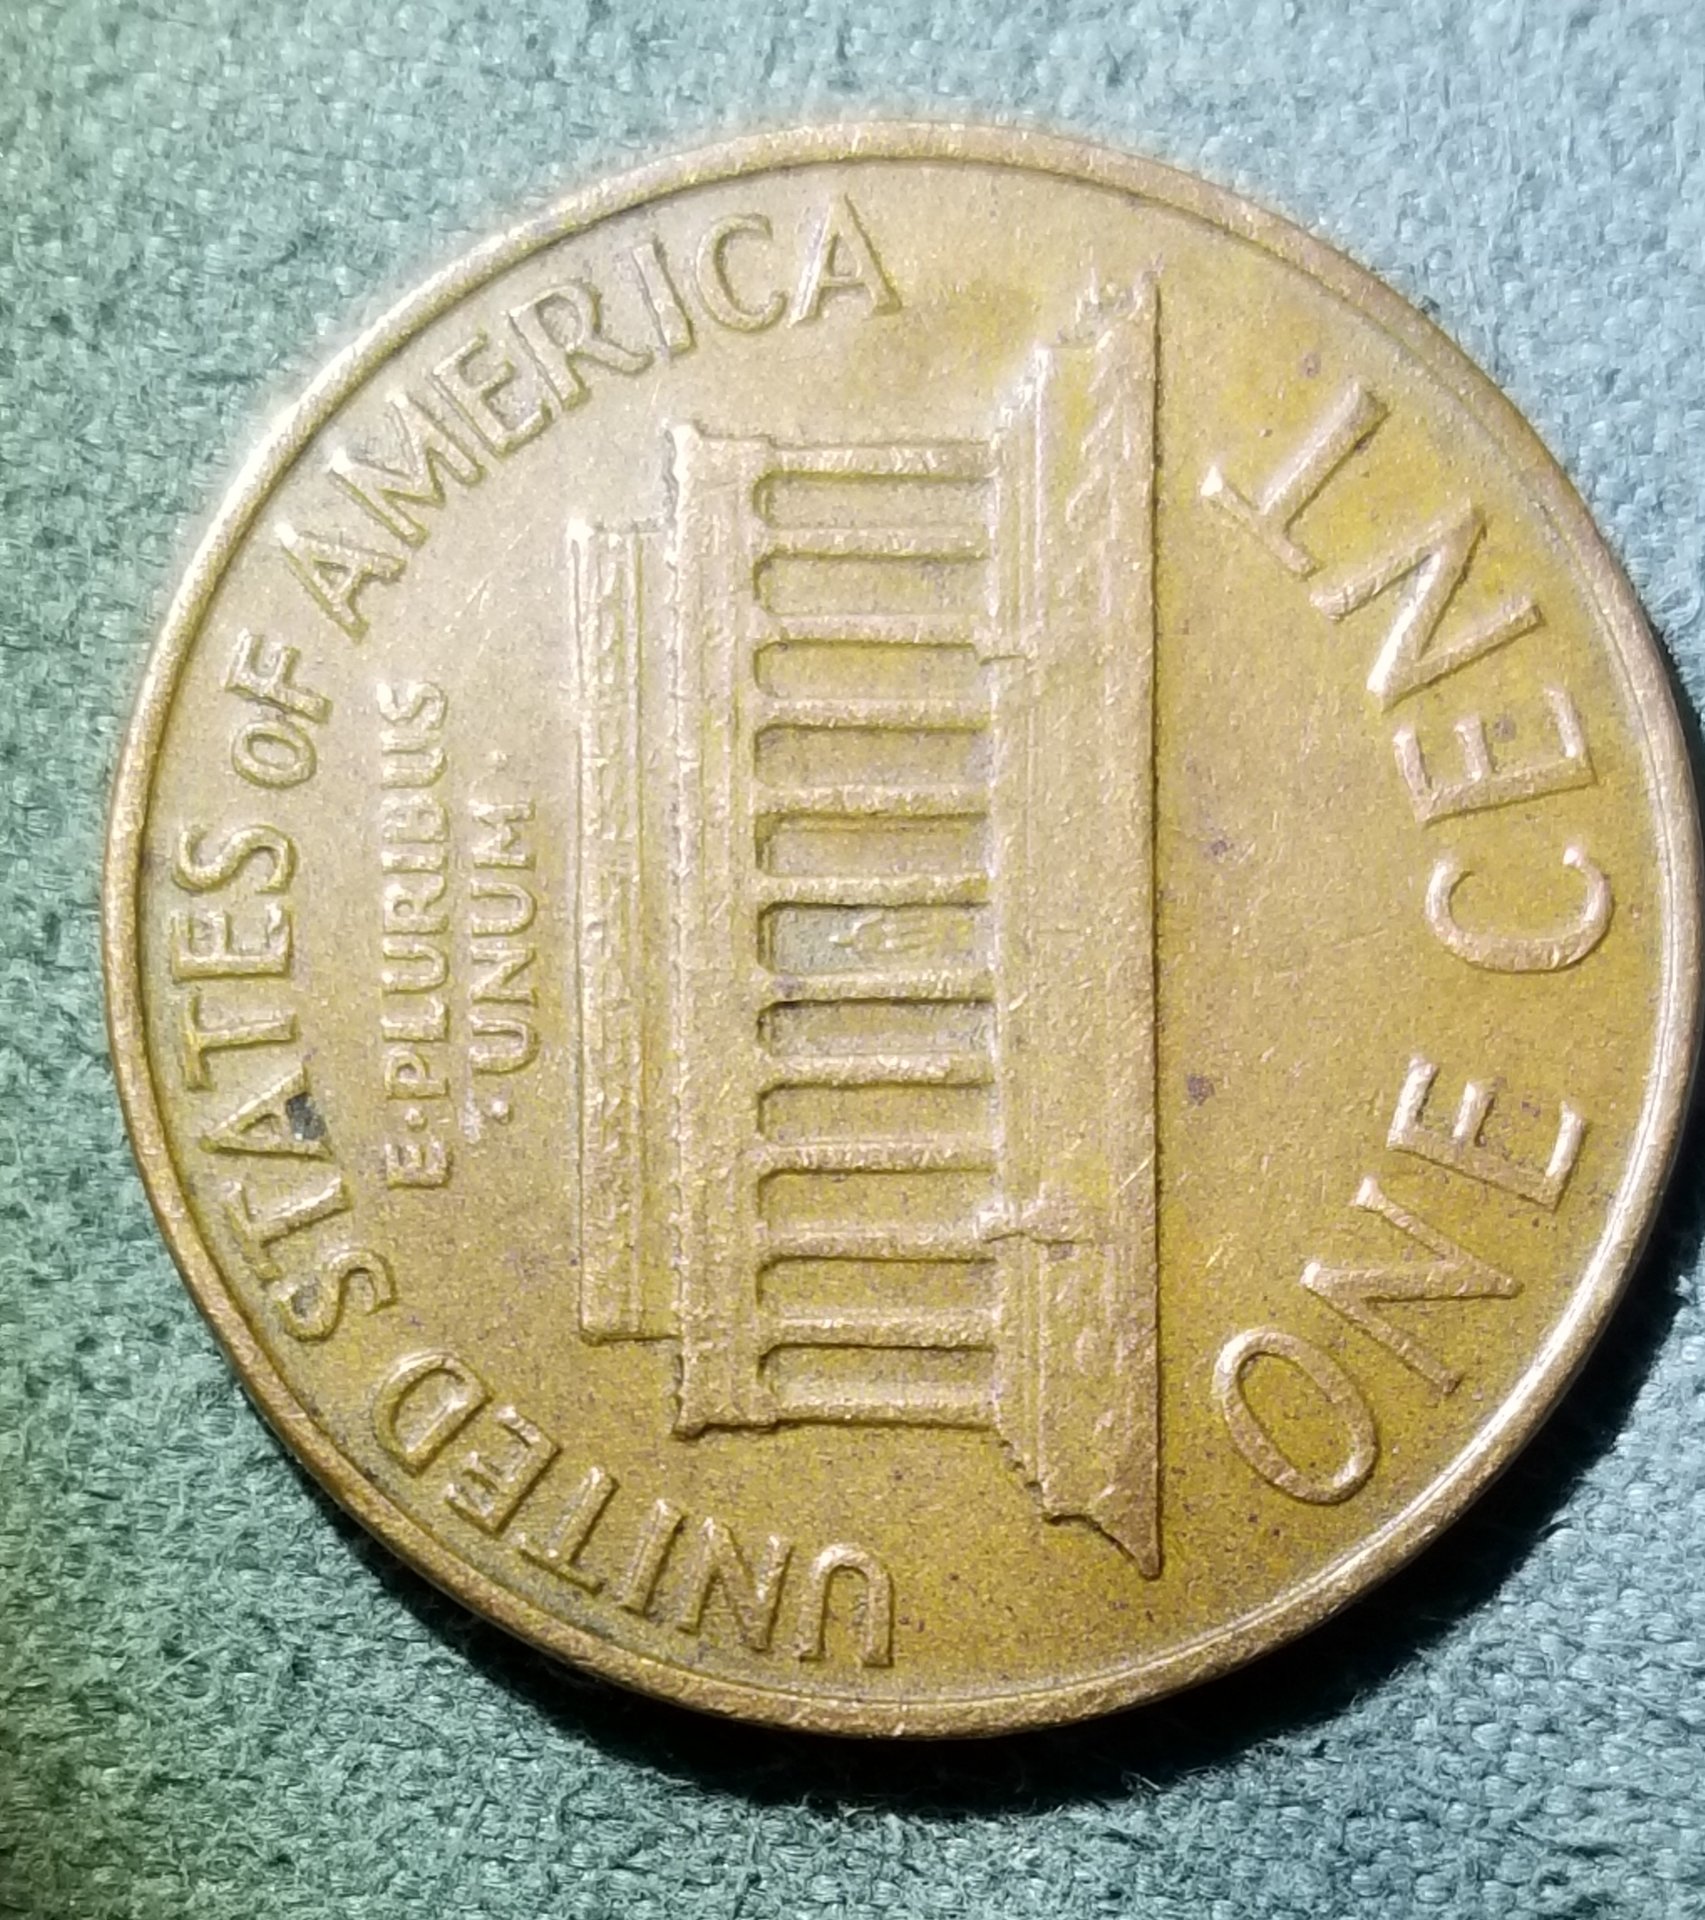 UNITED STATES OF AMERICA
E·PLURIBUS
·UNUM·
ONE CENT